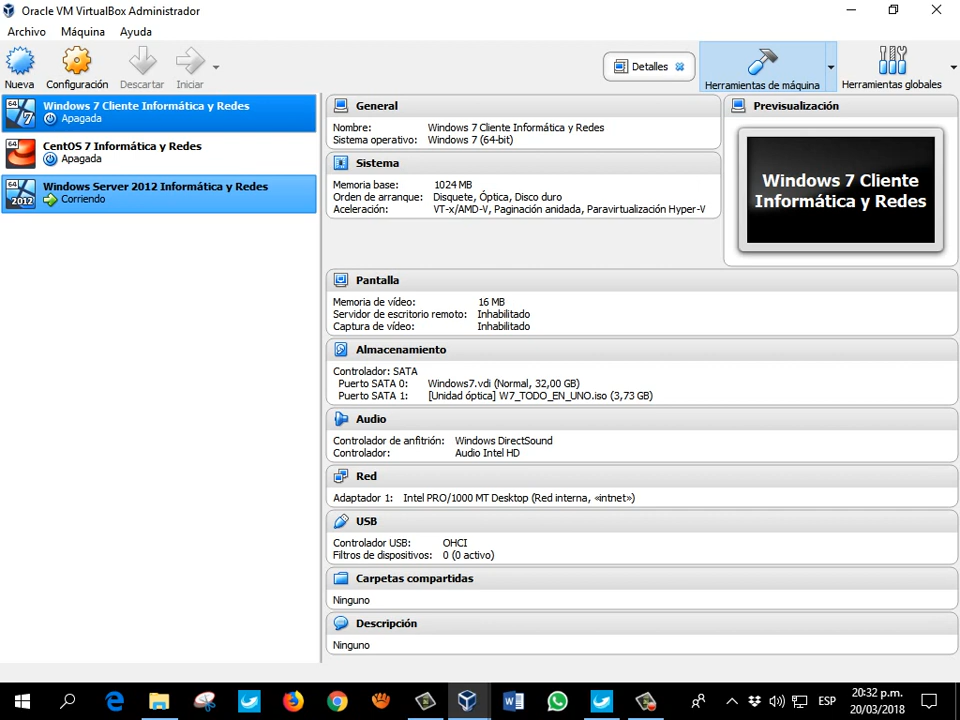 Oracle VM VirtualBox Administrador
Archivo Máquina Ayuda
Nueva Configuración Descartar Iniciar Detalles Herramientas de máquina Herramientas globales
64 7 Windows 7 Cliente Informática y Redes
Apagada
64 CentOS 7 Informática y Redes
Apagada
64 2012 Windows Server 2012 Informática y Redes
Corriendo
General
Nombre: Windows 7 Cliente Informática y Redes
Sistema operativo: Windows 7 (64-bit)
Sistema
Memoria base: 1024 MB
Orden de arranque: Disquete, Óptica, Disco duro
Aceleración: VT-x/AMD-V, Paginación anidada, Paravirtualización Hyper-V
Previsualización
Windows 7 Cliente
Informática y Redes
Pantalla
Memoria de vídeo: 16 MB
Servidor de escritorio remoto: Inhabilitado
Captura de vídeo: Inhabilitado
Almacenamiento
Controlador: SATA
Puerto SATA 0: Windows7.vdi (Normal, 32,00 GB)
Puerto SATA 1: [Unidad óptica] W7_TODO_EN_UNO.iso (3,73 GB)
Audio
Controlador de anfitrión: Windows DirectSound
Controlador: Audio Intel HD
Red
Adaptador 1: Intel PRO/1000 MT Desktop (Red interna, «intnet»)
USB
Controlador USB: OHCI
Filtros de dispositivos: 0 (0 activo)
Carpetas compartidas
Ninguno
Descripción
Ninguno
ESP
20:32 p.m.
20/03/2018